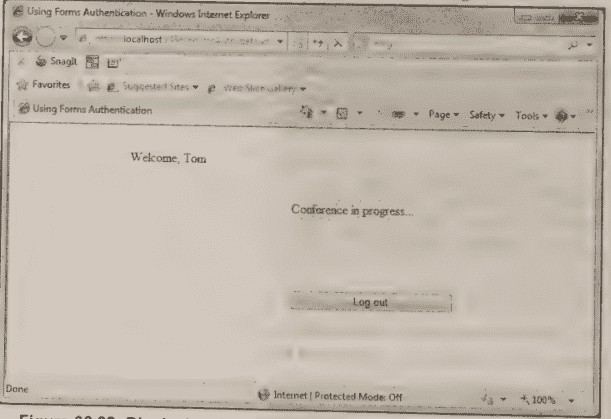 Using Forms Authentication - Windows Internet Explorer
localhost
SnagIt
Favorites Suggested Sites Web Slice Gallery
Using Forms Authentication Page Safety Tools
Welcome, Tom
Conference in progress...
Log out
Done Internet | Protected Mode: Off 100%